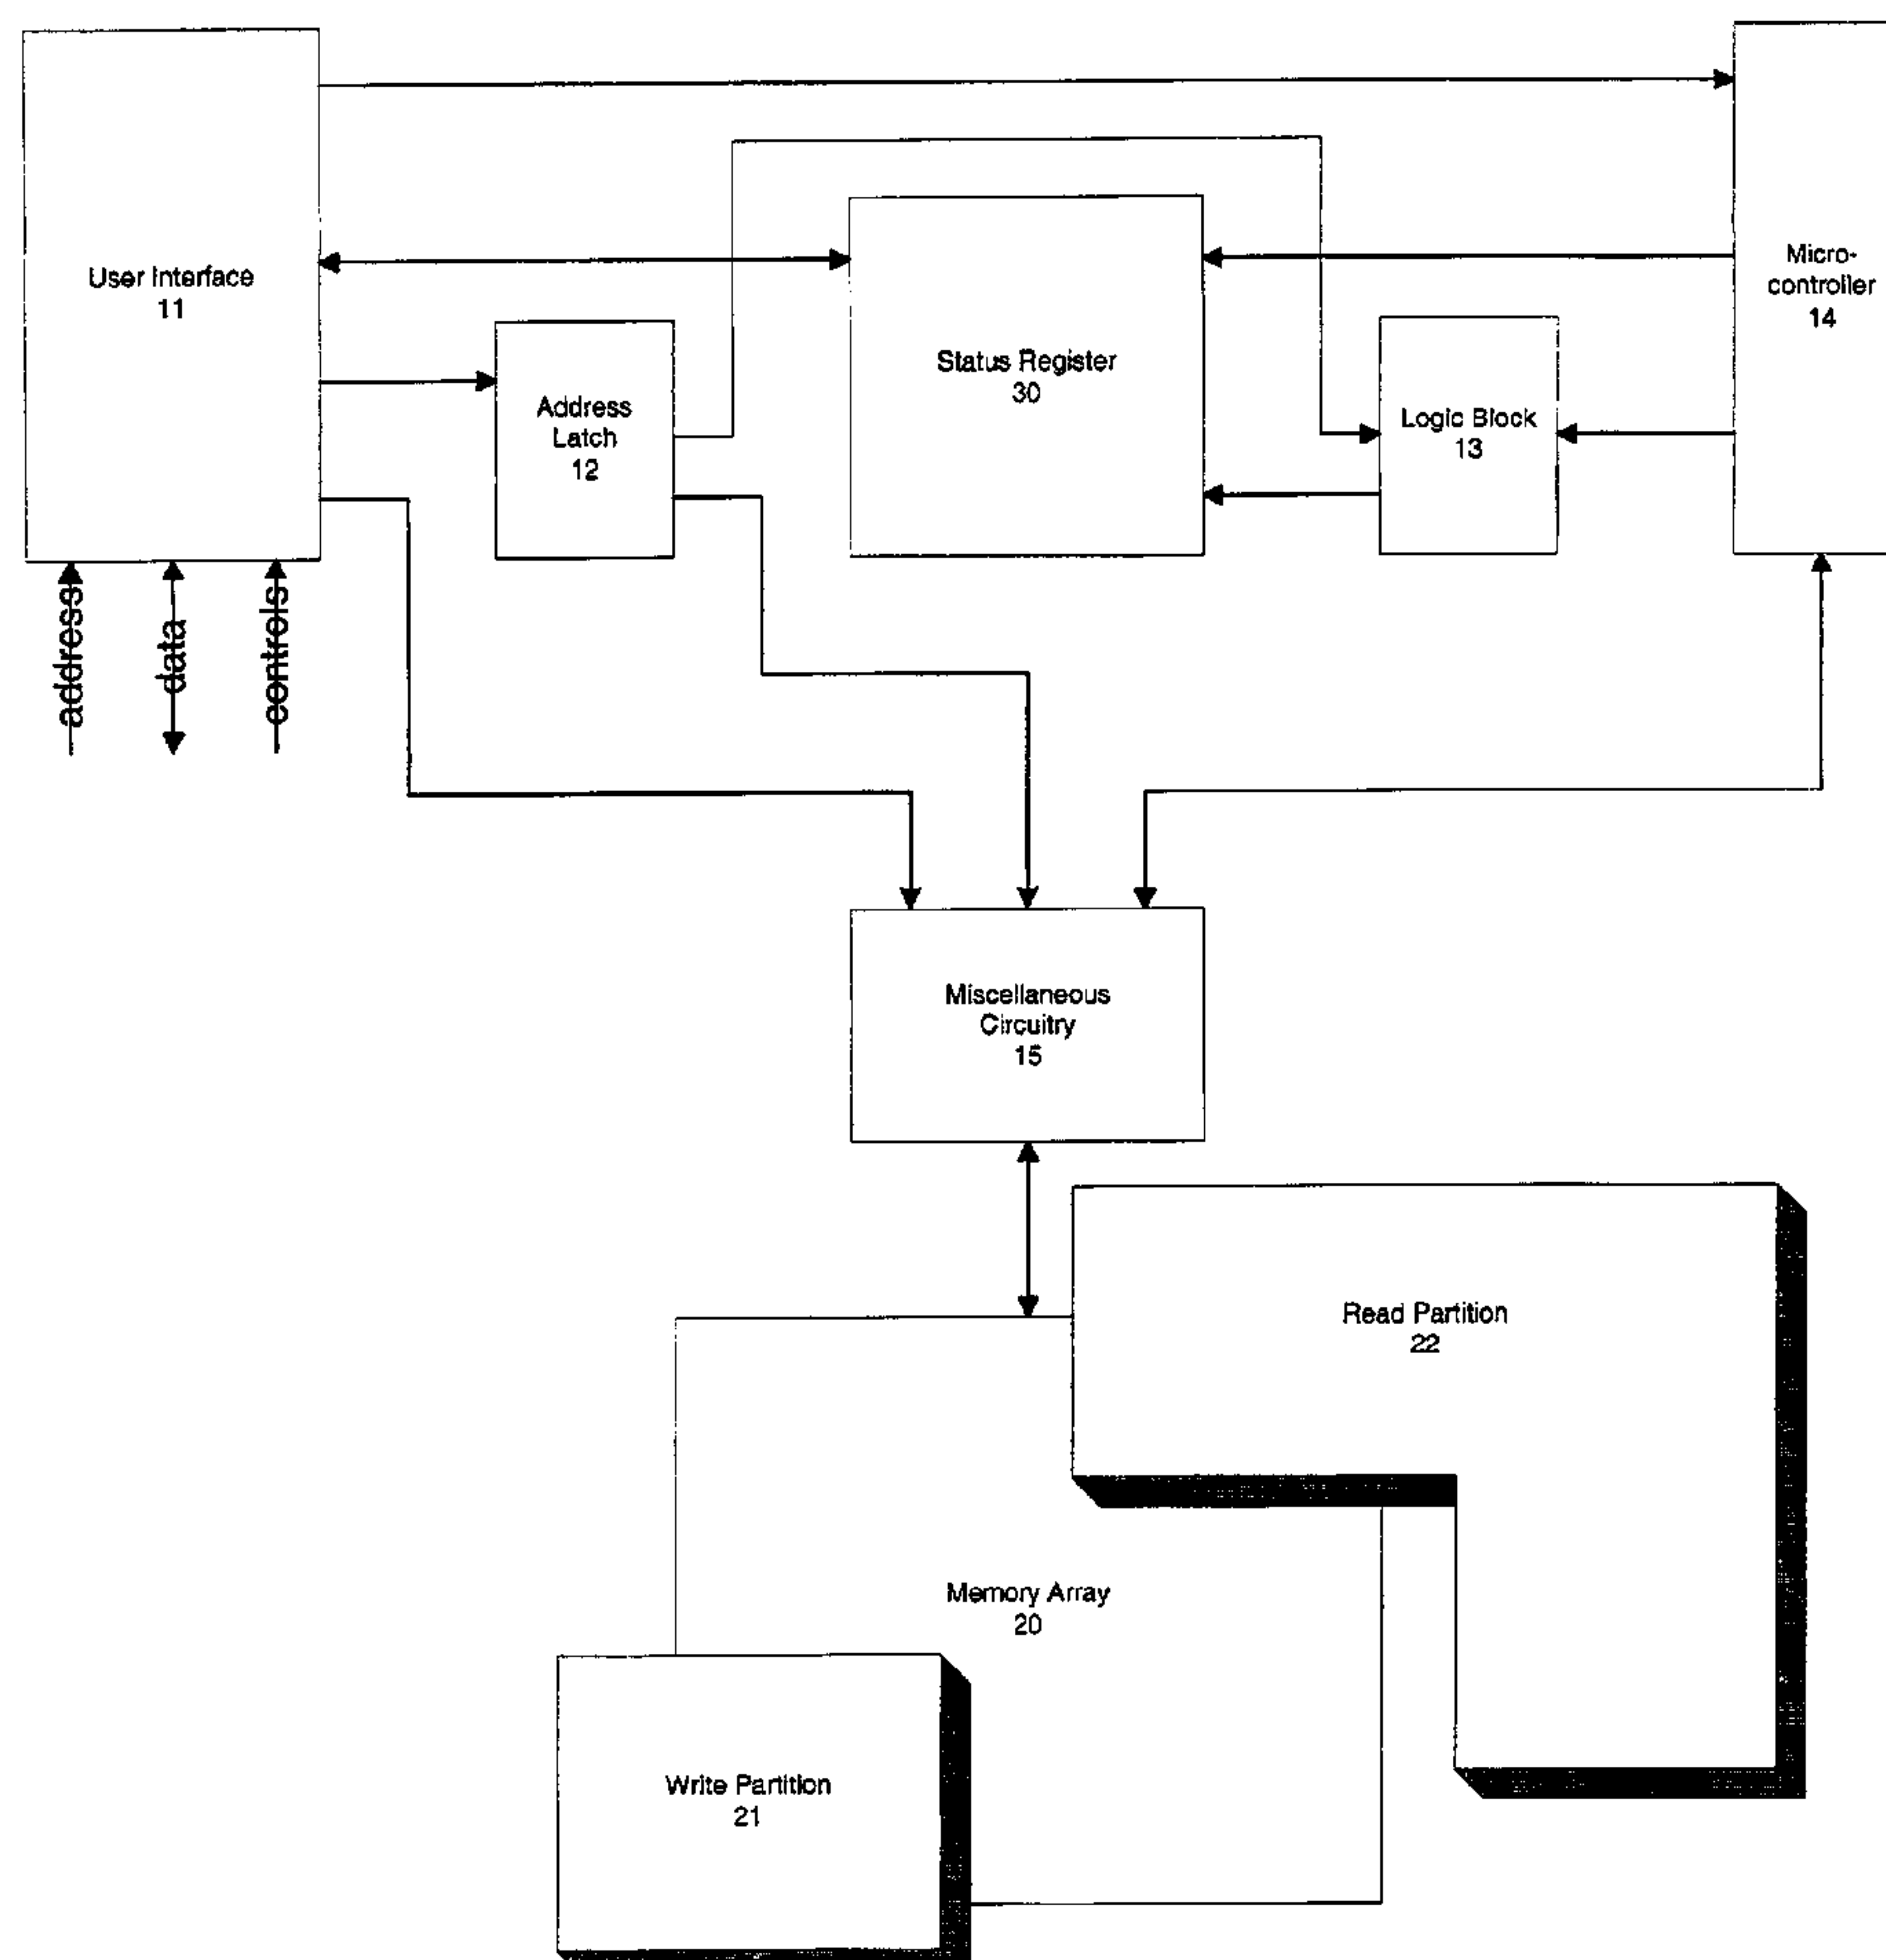 User Interface
11
Micro-
controller
14
Status Register
30
Address
Latch
12
Logic Block
13
address
data
controls
Miscellaneous
Circuitry
15
Read Partition
22
Memory Array
20
Write Partition
21